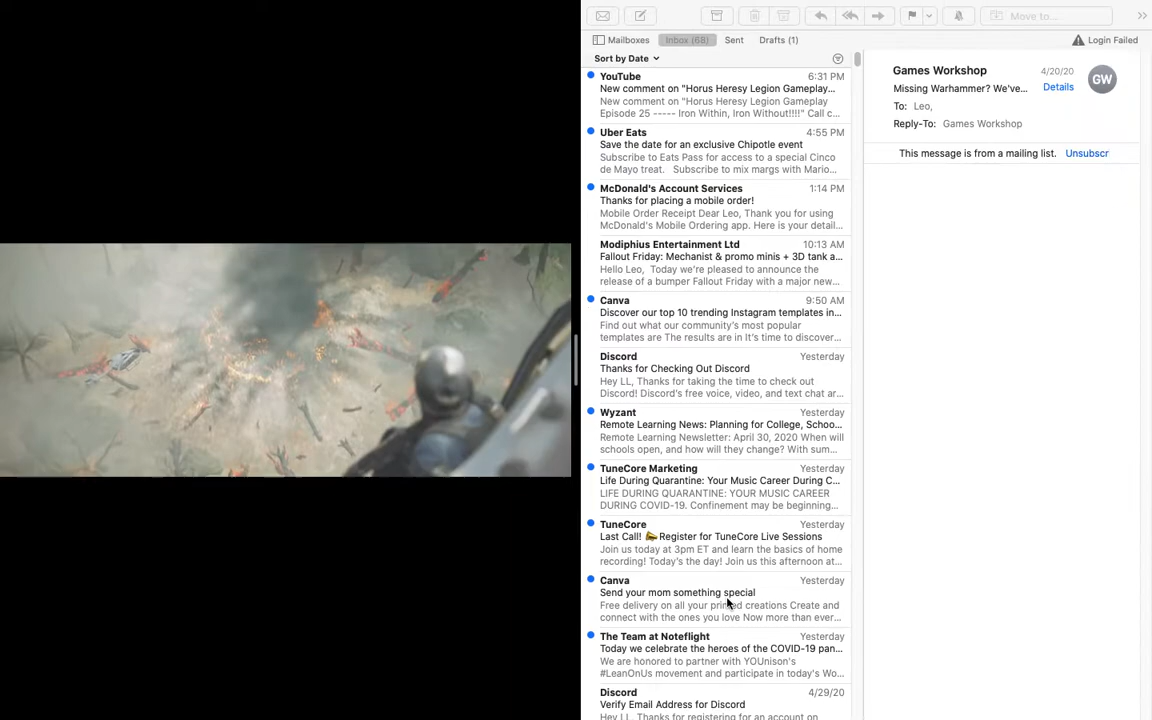 Move to...
Mailboxes
Inbox (68)
Sent
Drafts (1)
Login Failed
Sort by Date
YouTube 6:31 PM
New comment on "Horus Heresy Legion Gameplay...
New comment on "Horus Heresy Legion Gameplay
Episode 25 ----- Iron Within, Iron Without!!!!" Call c...
Uber Eats 4:55 PM
Save the date for an exclusive Chipotle event
Subscribe to Eats Pass for access to a special Cinco
de Mayo treat. Subscribe to mix margs with Mario...
McDonald's Account Services 1:14 PM
Thanks for placing a mobile order!
Mobile Order Receipt Dear Leo, Thank you for using
McDonald's Mobile Ordering app. Here is your detail...
Modiphius Entertainment Ltd 10:13 AM
Fallout Friday: Mechanist & promo minis + 3D tank a...
Hello Leo, Today we're pleased to announce the
release of a bumper Fallout Friday with a major new...
Canva 9:50 AM
Discover our top 10 trending Instagram templates in...
Find out what our community's most popular
templates are The results are in it's time to discover...
Discord Yesterday
Thanks for Checking Out Discord
Hey LL, Thanks for taking the time to check out
Discord! Discord's free voice, video, and text chat ar...
Wyzant Yesterday
Remote Learning News: Planning for College, Schoo...
Remote Learning Newsletter: April 30, 2020 When will
schools open, and how will they change? With sum...
TuneCore Marketing Yesterday
Life During Quarantine: Your Music Career During C...
LIFE DURING QUARANTINE: YOUR MUSIC CAREER
DURING COVID-19. Confinement may be beginning...
TuneCore Yesterday
Last Call! 📣 Register for TuneCore Live Sessions
Join us today at 3pm ET and learn the basics of home
recording! Today's the day! Join us this afternoon at...
Canva Yesterday
Send your mom something special
Free delivery on all your printed creations Create and
connect with the ones you love Now more than ever...
The Team at Noteflight Yesterday
Today we celebrate the heroes of the COVID-19 pan...
We are honored to partner with YOUnison's
#LeanOnUs movement and participate in today's Wo...
Discord 4/29/20
Verify Email Address for Discord
Hey LL, Thanks for registering for an account on
Games Workshop 4/20/20
GW
Missing Warhammer? We've... Details
To: Leo,
Reply-To: Games Workshop
This message is from a mailing list. Unsubscr